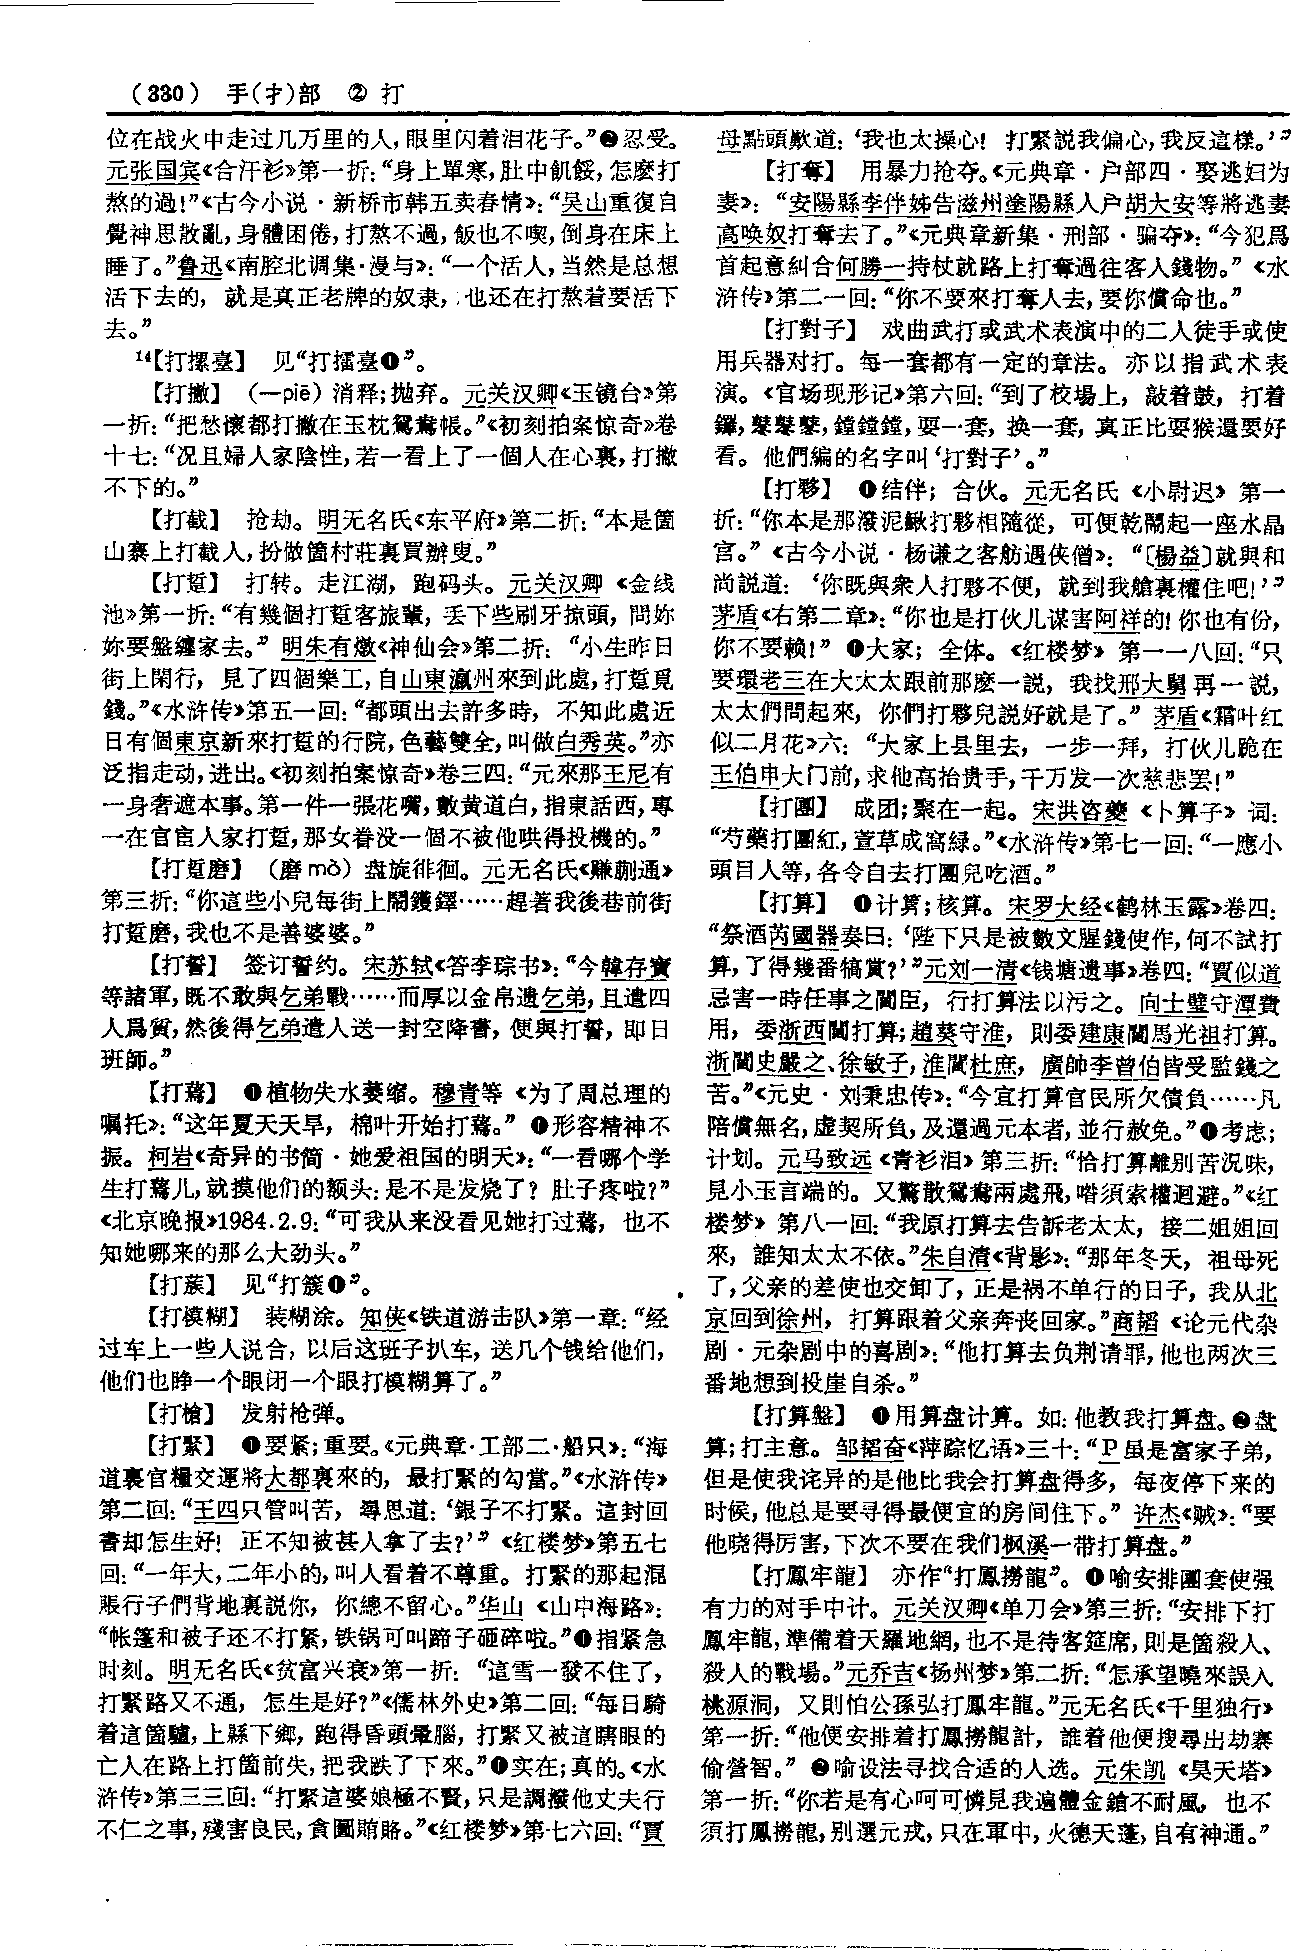 (330) 手(扌)部 ② 打
位在战火中走过几万里的人,眼里闪着泪花子。”❷忍受。
元张国宾《合汗衫》第一折:“身上單寒,肚中飢餒,怎麽打
熬的過!”《古今小说·新桥市韩五卖春情》:“吴山重復自
覺神思散亂,身體困倦,打熬不過,飯也不喫,倒身在床上
睡了。”鲁迅《南腔北调集·漫与》:“一个活人,当然是总想
活下去的,就是真正老牌的奴隶,也还在打熬着要活下
去。”
14【打摞臺】 见“打擂臺❶”。
【打撇】 (—piē)消释;抛弃。元关汉卿《玉镜台》第
一折:“把愁懷都打撇在玉枕鴛鴦帳。”《初刻拍案惊奇》卷
十七:“况且婦人家陰性,若一看上了一個人在心裏,打撇
不下的。”
【打截】 抢劫。明无名氏《东平府》第二折:“本是箇
山寨上打截人,扮做箇村莊裏買辦叟。”
【打踅】 打转。走江湖,跑码头。元关汉卿《金线
池》第一折:“有幾個打踅客旅輩,丢下些刷牙掠頭,問妳
妳要盤纏家去。” 明朱有燉《神仙会》第二折:“小生昨日
街上閑行,見了四個樂工,自山東瀛州來到此處,打踅覓
錢。”《水浒传》第五一回:“都頭出去許多時,不知此處近
日有個東京新來打踅的行院,色藝雙全,叫做白秀英。”亦
泛指走动,进出。《初刻拍案惊奇》卷三四:“元來那王尼有
一身奢遮本事。第一件一張花嘴,數黄道白,指東話西,專
一在官宦人家打踅,那女眷没一個不被他哄得投機的。”
【打踅磨】 (磨mò)盘旋徘徊。元无名氏《赚蒯通》
第三折:“你這些小兒每街上鬧鑊鐸……趕著我後巷前街
打踅磨,我也不是善婆婆。”
【打誓】 签订誓约。宋苏轼《答李琮书》:“今韓存寶
等諸軍,既不敢與乞弟戰……而厚以金帛遺乞弟,且遣四
人爲質,然後得乞弟遣人送一封空降書,便與打誓,即日
班師。”
【打蔫】 ❶植物失水萎缩。穆青等《为了周总理的
嘱托》:“这年夏天天旱,棉叶开始打蔫。” ❷形容精神不
振。柯岩《奇异的书简·她爱祖国的明天》:“一看哪个学
生打蔫儿,就摸他们的额头:是不是发烧了?肚子疼啦?”
《北京晚报》1984.2.9:“可我从来没看见她打过蔫,也不
知她哪来的那么大劲头。”
【打蔟】 见“打簇❶”。
【打模糊】 装糊涂。知侠《铁道游击队》第一章:“经
过车上一些人说合,以后这班子扒车,送几个钱给他们,
他们也睁一个眼闭一个眼打模糊算了。”
【打槍】 发射枪弹。
【打緊】 ❶要紧;重要。《元典章·工部二·船只》:“海
道裏官糧交運將大都裏來的,最打緊的勾當。”《水浒传》
第二回:“王四只管叫苦,尋思道:‘銀子不打緊。這封回
書却怎生好!正不知被甚人拿了去?’”《红楼梦》第五七
回:“一年大,二年小的,叫人看着不尊重。打緊的那起混
賬行子們背地裏説你,你總不留心。”华山《山中海路》:
“帐篷和被子还不打紧,铁锅可叫蹄子砸碎啦。”❷指紧急
时刻。明无名氏《贫富兴衰》第一折:“這雪一發不住了,
打緊路又不通,怎生是好?”《儒林外史》第二回:“每日騎
着這箇驢,上縣下鄉,跑得昏頭暈腦,打緊又被這瞎眼的
亡人在路上打箇前失,把我跌了下來。”❸实在;真的。《水
浒传》第三三回:“打緊這婆娘極不賢,只是調撥他丈夫行
不仁之事,殘害良民,貪圖賄賂。”《红楼梦》第七六回:“賈
母點頭歎道:‘我也太操心!打緊説我偏心,我反這樣。’”
【打奪】 用暴力抢夺。《元典章·户部四·娶逃妇为
妻》:“安陽縣李伴姊告滋州塗陽縣人户胡大安等將逃妻
高唤奴打奪去了。”《元典章新集·刑部·骗夺》:“今犯爲
首起意糾合何勝一持杖就路上打奪過往客人錢物。”《水
浒传》第二一回:“你不要來打奪人去,要你償命也。”
【打對子】 戏曲武打或武术表演中的二人徒手或使
用兵器对打。每一套都有一定的章法。亦以指武术表
演。《官场现形记》第六回:“到了校場上,敲着鼓,打着
鑼,鼕鼕鼕,鏜鏜鏜,耍一套,换一套,真正比耍猴還要好
看。他們編的名字叫‘打對子’。”
【打夥】 ❶结伴;合伙。元无名氏《小尉迟》第一
折:“你本是那潑泥鰍打夥相隨從,可便乾鬧起一座水晶
宫。”《古今小说·杨谦之客舫遇侠僧》:“〔楊益〕就與和
尚説道:‘你既與衆人打夥不便,就到我艙裏權住吧!’”
茅盾《右第二章》:“你也是打伙儿谋害阿祥的!你也有份,
你不要赖!” ❷大家;全体。《红楼梦》第一一八回:“只
要環老三在大太太跟前那麽一説,我找邢大舅再一説,
太太們問起來,你們打夥兒説好就是了。”茅盾《霜叶红
似二月花》六:“大家上县里去,一步一拜,打伙儿跪在
王伯申大门前,求他高抬贵手,千万发一次慈悲罢!”
【打團】 成团;聚在一起。宋洪咨夔《卜算子》词:
“芍藥打團紅,萱草成窩緑。”《水浒传》第七一回:“一應小
頭目人等,各令自去打團兒吃酒。”
【打算】 ❶计算;核算。宋罗大经《鹤林玉露》卷四:
“祭酒芮國器奏曰:‘陛下只是被數文腥錢使作,何不試打
算,了得幾番犒賞?’”元刘一清《钱塘遗事》卷四:“賈似道
忌害一時任事之閫臣,行打算法以污之。向士璧守潭費
用,委浙西閫打算;趙葵守淮,則委建康閫馬光祖打算。
浙閫史嚴之、徐敏子,淮閫杜庶,廣帥李曾伯皆受監錢之
苦。”《元史·刘秉忠传》:“今宜打算官民所欠債負……凡
陪償無名,虚契所負,及還過元本者,並行赦免。”❷考虑;
计划。元马致远《青衫泪》第三折:“恰打算離别苦况味,
見小玉言端的。又驚散鴛鴦兩處飛,喒須索權迴避。”《红
楼梦》第八一回:“我原打算去告訴老太太,接二姐姐回
來,誰知太太不依。”朱自清《背影》:“那年冬天,祖母死
了,父亲的差使也交卸了,正是祸不单行的日子,我从北
京回到徐州,打算跟着父亲奔丧回家。”商韬《论元代杂
剧·元杂剧中的喜剧》:“他打算去负荆请罪,他也两次三
番地想到投崖自杀。”
【打算盤】 ❶用算盘计算。如:他教我打算盘。❷盘
算;打主意。邹韬奋《萍踪忆语》三十:“P虽是富家子弟,
但是使我诧异的是他比我会打算盘得多,每夜停下来的
时候,他总是要寻得最便宜的房间住下。” 许杰《贼》:“要
他晓得厉害,下次不要在我们枫溪一带打算盘。”
【打鳳牢龍】 亦作“打鳳撈龍”。❶喻安排圈套使强
有力的对手中计。元关汉卿《单刀会》第三折:“安排下打
鳳牢龍,準備着天羅地網,也不是待客筵席,則是箇殺人、
殺人的戰場。”元乔吉《扬州梦》第二折:“怎承望曉來誤入
桃源洞,又則怕公孫弘打鳳牢龍。”元无名氏《千里独行》
第一折:“他便安排着打鳳撈龍計,誰着他便搜尋出劫寨
偷營智。” ❷喻设法寻找合适的人选。元朱凯《昊天塔》
第一折:“你若是有心呵可憐見我遍體金鎗不耐風,也不
須打鳳撈龍,别選元戎,只在軍中,火德天蓬,自有神通。”